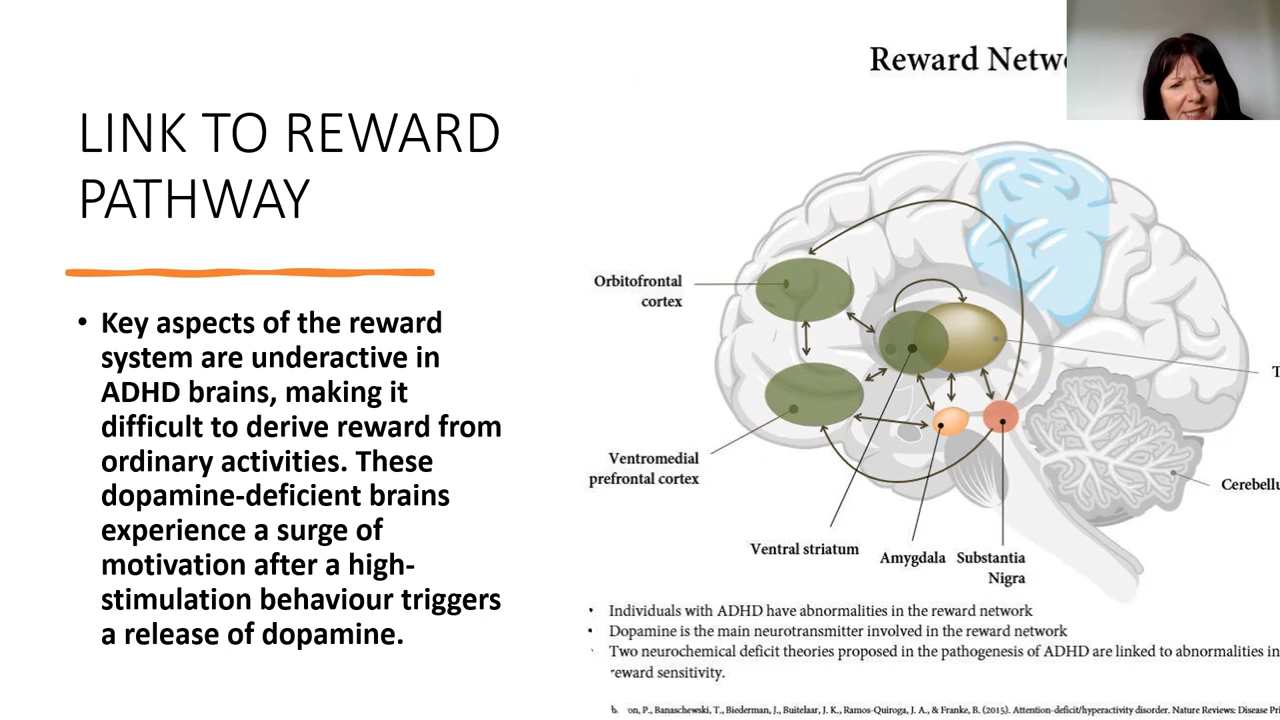 LINK TO REWARD
PATHWAY
• Key aspects of the reward
system are underactive in
ADHD brains, making it
difficult to derive reward from
ordinary activities. These
dopamine-deficient brains
experience a surge of
motivation after a high-
stimulation behaviour triggers
a release of dopamine.
Reward Netw
Orbitofrontal
cortex
T
Ventromedial
prefrontal cortex
Cerebellu
Ventral striatum
Amygdala
Substantia
Nigra
• Individuals with ADHD have abnormalities in the reward network
• Dopamine is the main neurotransmitter involved in the reward network
Two neurochemical deficit theories proposed in the pathogenesis of ADHD are linked to abnormalities in
reward sensitivity.
on, P., Banaschewski, T., Biederman, J., Buitelaar, J. K., Ramos-Quiroga, J. A., & Franke, B. (2015). Attention-deficit/hyperactivity disorder. Nature Reviews: Disease Pri